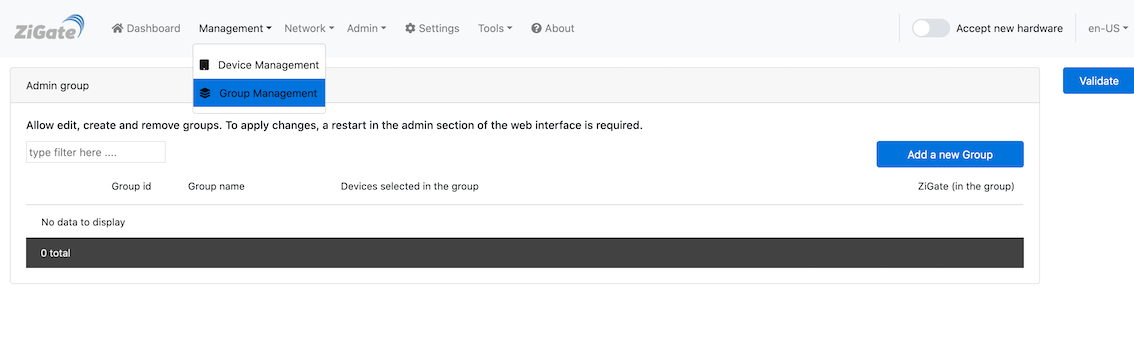 ZiGate Dashboard Management Network Admin Settings Tools About Accept new hardware en-US
Device Management
Group Management
Admin group
Validate
Allow edit, create and remove groups. To apply changes, a restart in the admin section of the web interface is required.
type filter here ....
Add a new Group
Group id Group name Devices selected in the group ZiGate (in the group)
No data to display
0 total